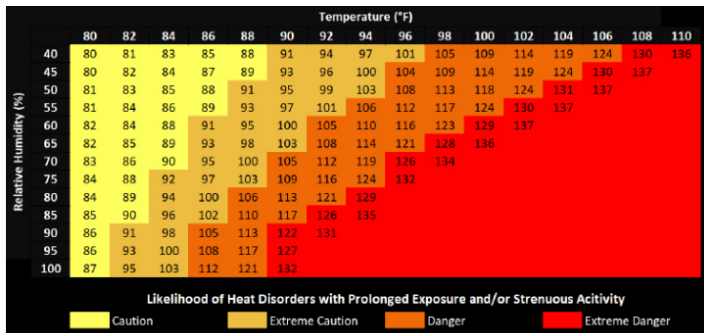 Temperature (°F)
80 82 84 86 88 90 92 94 96 98 100 102 104 106 108 110
Relative Humidity (%)
40 80 81 83 85 88 91 94 97 101 105 109 114 119 124 130 136
45 80 82 84 87 89 93 96 100 104 109 114 119 124 130 137
50 81 83 85 88 91 95 99 103 108 113 118 124 131 137
55 81 84 86 89 93 97 101 106 112 117 124 130 137
60 82 84 88 91 95 100 105 110 116 123 129 137
65 82 85 89 93 98 103 108 114 121 128 136
70 83 86 90 95 100 105 112 119 126 134
75 84 88 92 97 103 109 116 124 132
80 84 89 94 100 106 113 121 129
85 85 90 96 102 110 117 126 135
90 86 91 98 105 113 122 131
95 86 93 100 108 117 127
100 87 95 103 112 121 132
Likelihood of Heat Disorders with Prolonged Exposure and/or Strenuous Acitivity
Caution Extreme Caution Danger Extreme Danger